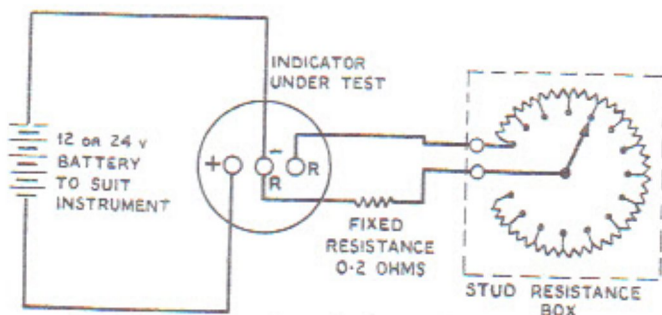 INDICATOR
UNDER TEST
12 OR 24 V
BATTERY
TO SUIT
INSTRUMENT
+
-
R
R
FIXED
RESISTANCE
0·2 OHMS
STUD RESISTANCE
BOX